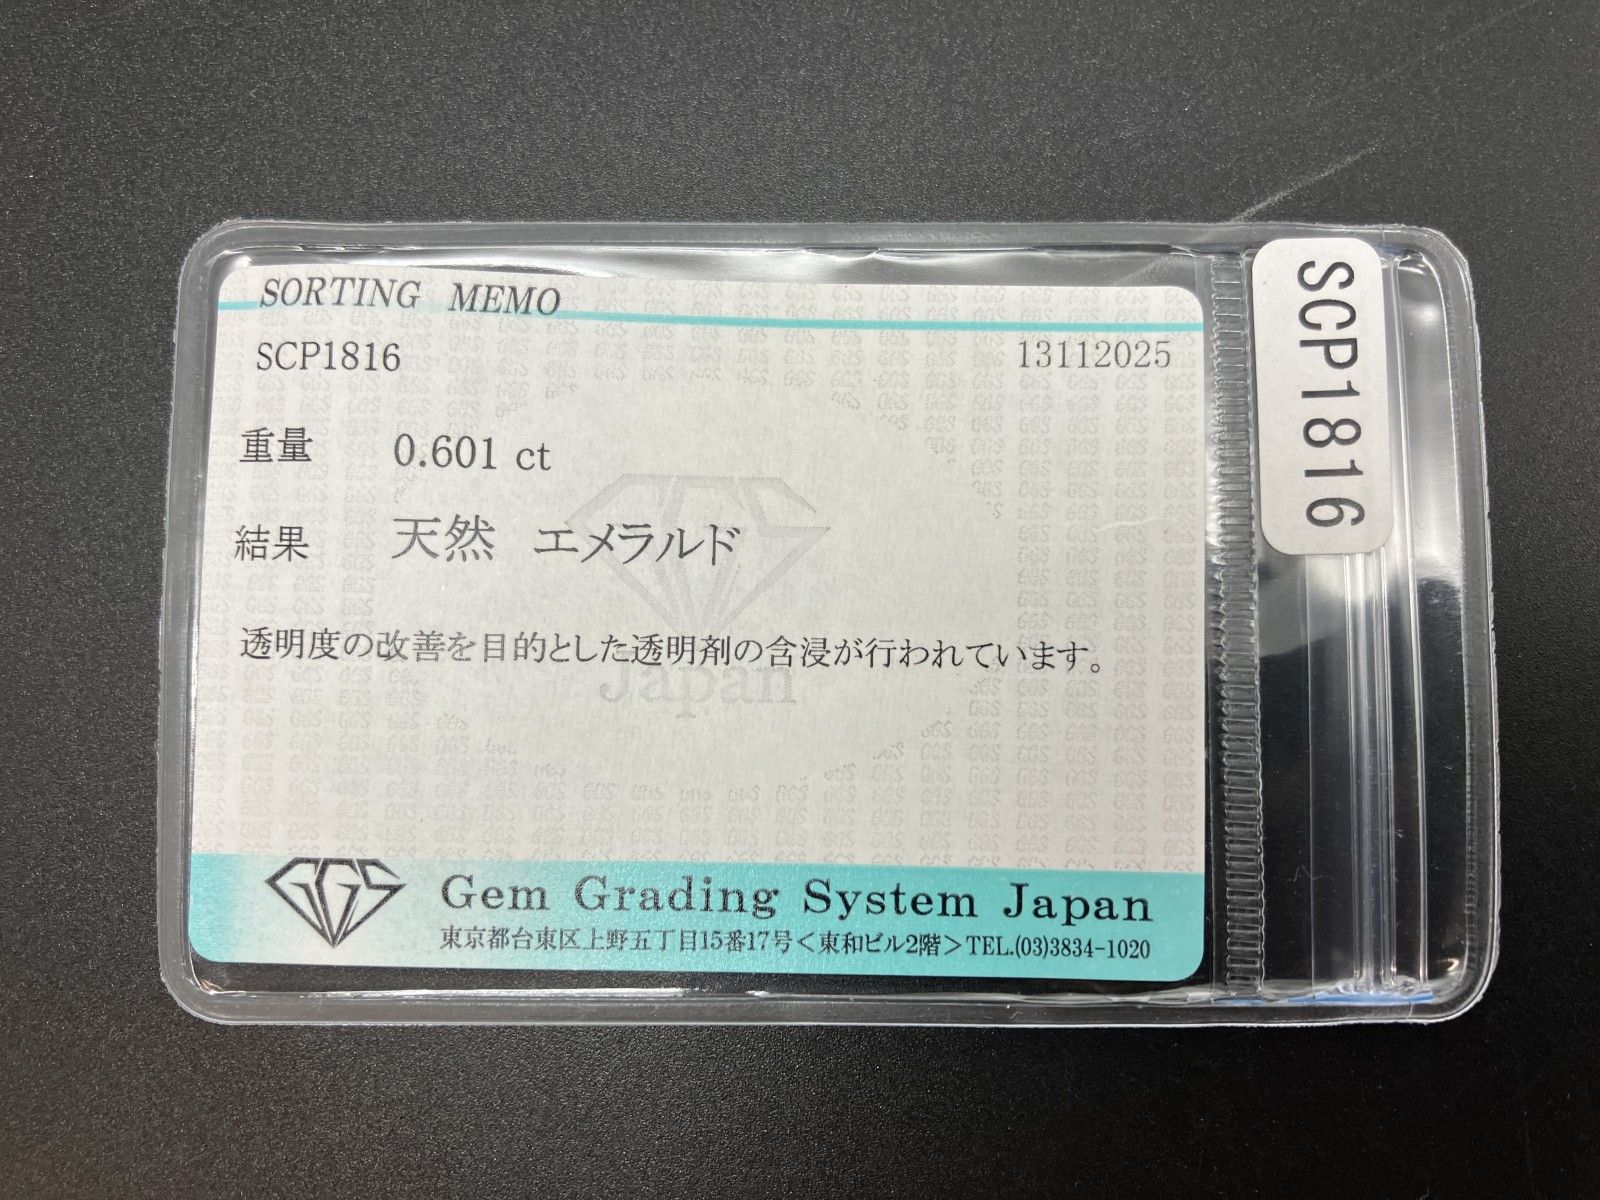 SORTING MEMO
SCP1816 13112025
重量 0.601 ct
結果 天然 エメラルド
透明度の改善を目的とした透明剤の含浸が行われています。
Japan
GGS Gem Grading System Japan
東京都台東区上野五丁目15番17号＜東和ビル2階＞TEL.(03)3834-1020
SCP1816